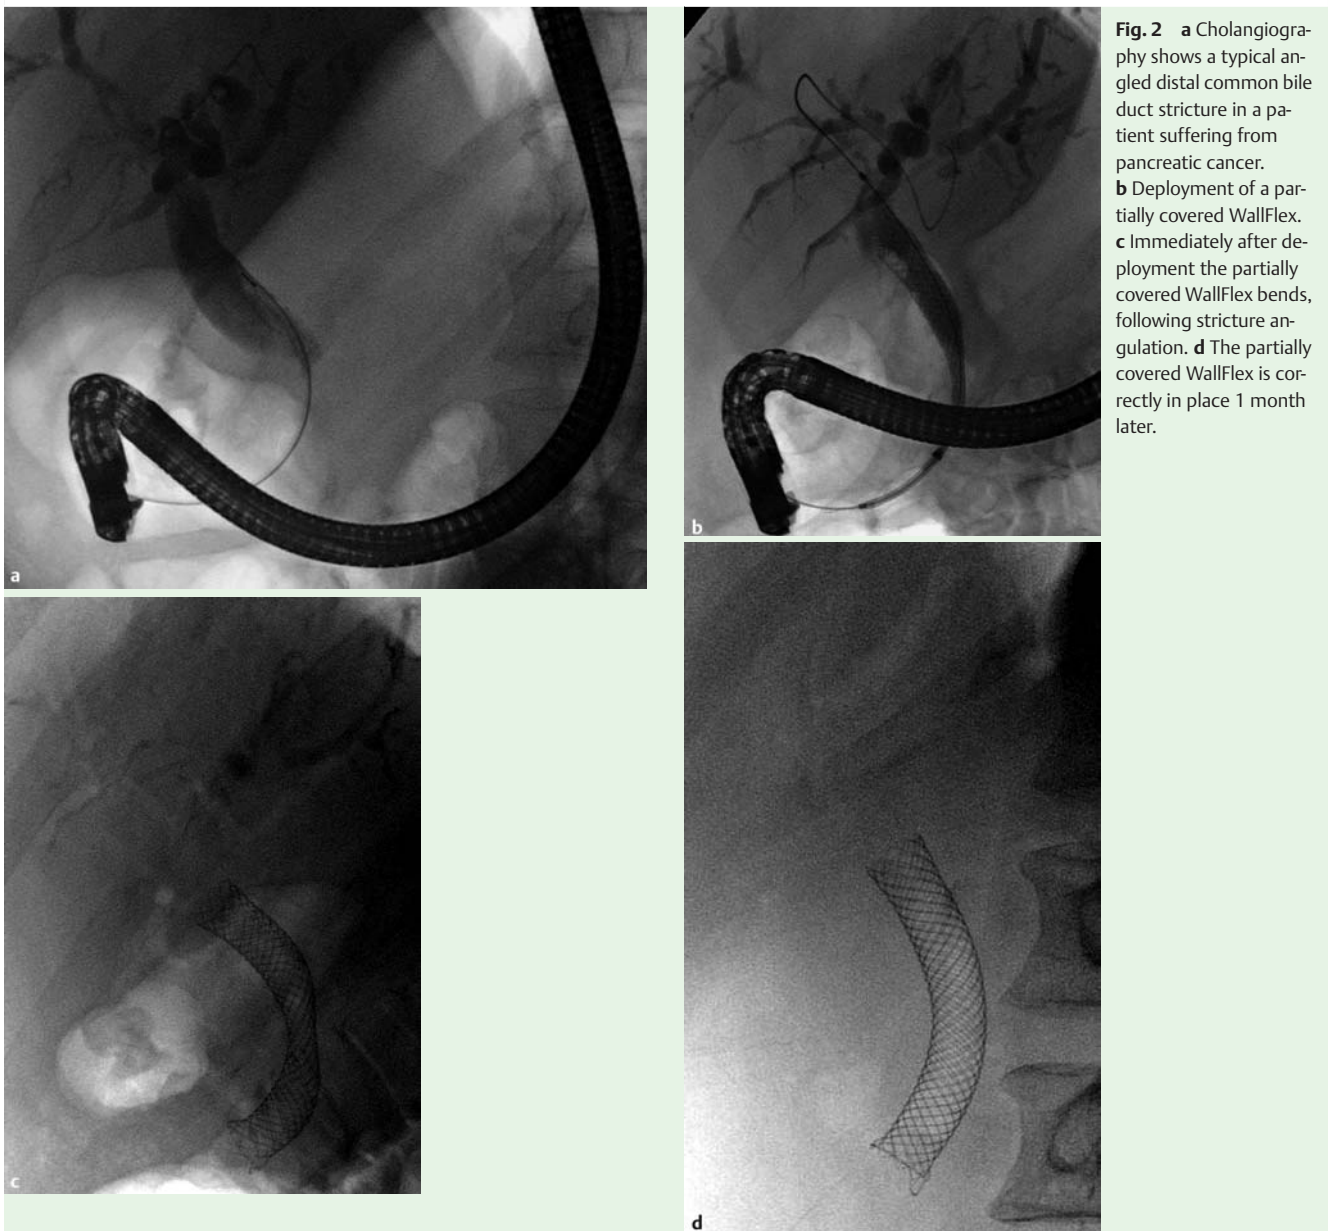 Fig. 2 a Cholangiogra-
phy shows a typical an-
gled distal common bile
duct stricture in a pa-
tient suffering from
pancreatic cancer.
b Deployment of a par-
tially covered WallFlex.
c Immediately after de-
ployment the partially
covered WallFlex bends,
following stricture an-
gulation. d The partially
covered WallFlex is cor-
rectly in place 1 month
later.
a
b
c
d